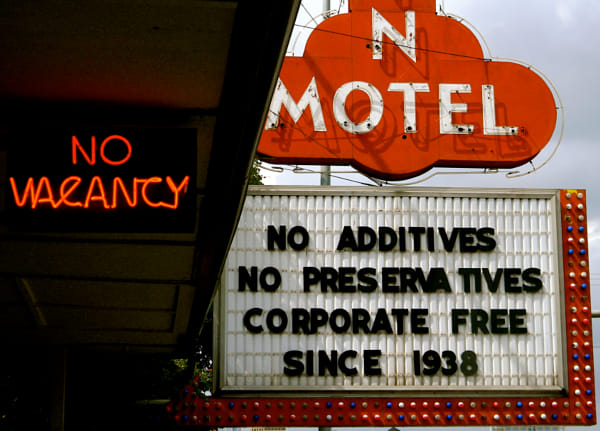 NO
VACANCY
N
MOTEL
NO ADDITIVES
NO PRESERVATIVES
CORPORATE FREE
SINCE 1938